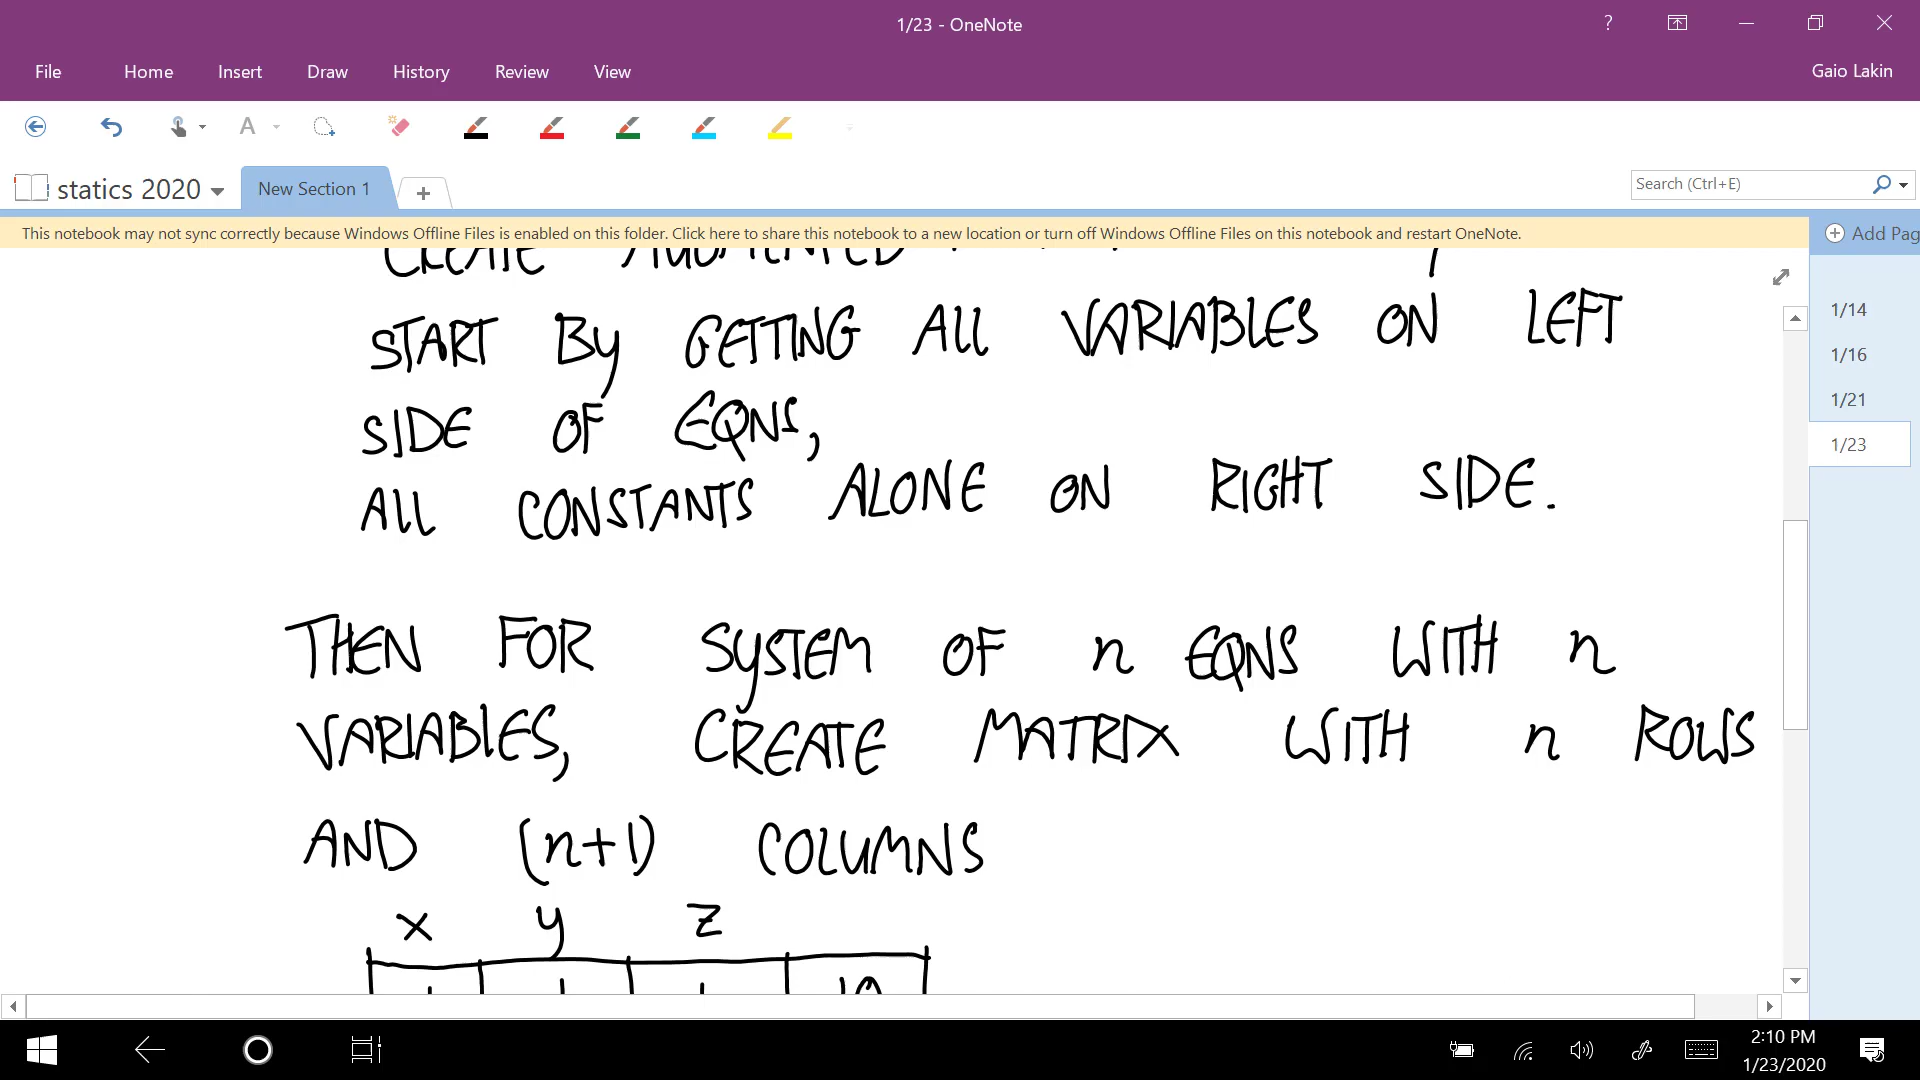 1/23 - OneNote
?
File Home Insert Draw History Review View
Gaio Lakin
A
statics 2020
New Section 1
+
Search (Ctrl+E)
This notebook may not sync correctly because Windows Offline Files is enabled on this folder. Click here to share this notebook to a new location or turn off Windows Offline Files on this notebook and restart OneNote.
Add Pag
1/14
1/16
1/21
1/23
CREATE AUGMENTED
START BY GETTING ALL VARIABLES ON LEFT
SIDE OF EQNS,
ALL CONSTANTS ALONE ON RIGHT SIDE.
THEN FOR SYSTEM OF n EQNS WITH n
VARIABLES, CREATE MATRIX WITH n ROWS
AND (n+1) COLUMNS
x y z
2:10 PM
1/23/2020